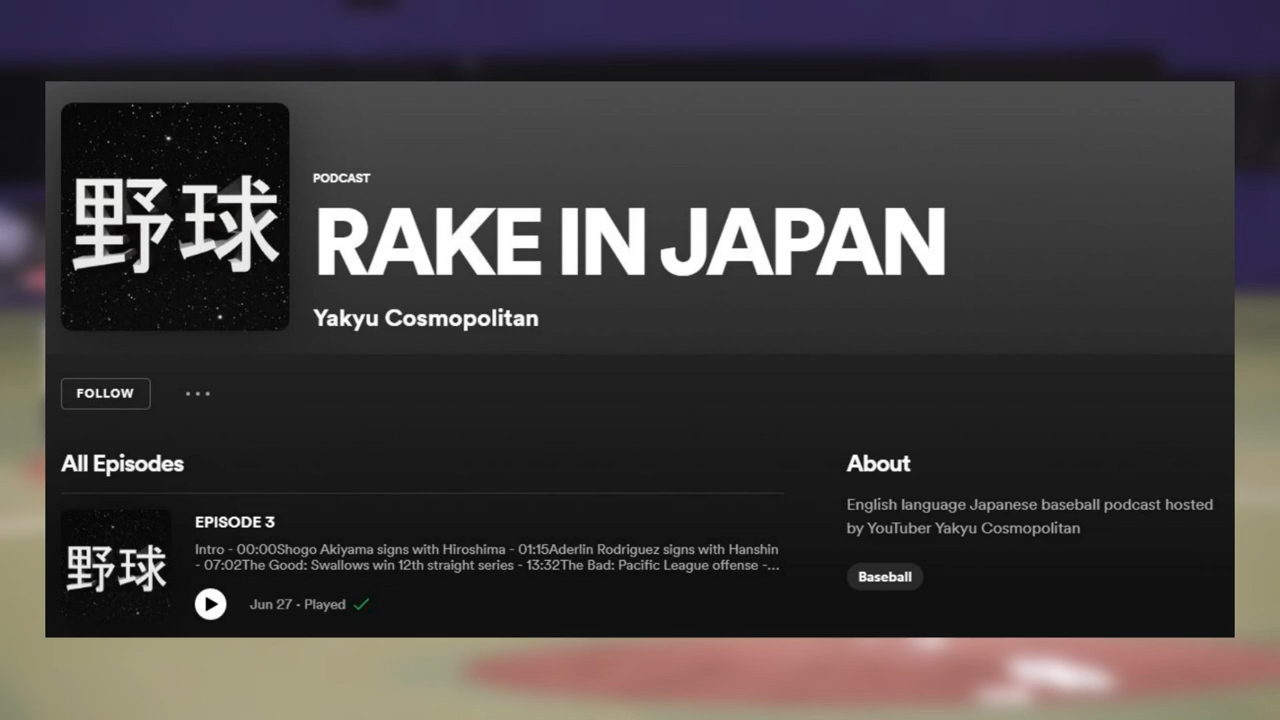 野球
PODCAST
RAKE IN JAPAN
Yakyu Cosmopolitan
FOLLOW
All Episodes
野球
EPISODE 3
Intro - 00:00Shogo Akiyama signs with Hiroshima - 01:15Aderlin Rodriguez signs with Hanshin
- 07:02The Good: Swallows win 12th straight series - 13:32The Bad: Pacific League offense -...
Jun 27 · Played
About
English language Japanese baseball podcast hosted
by YouTuber Yakyu Cosmopolitan
Baseball